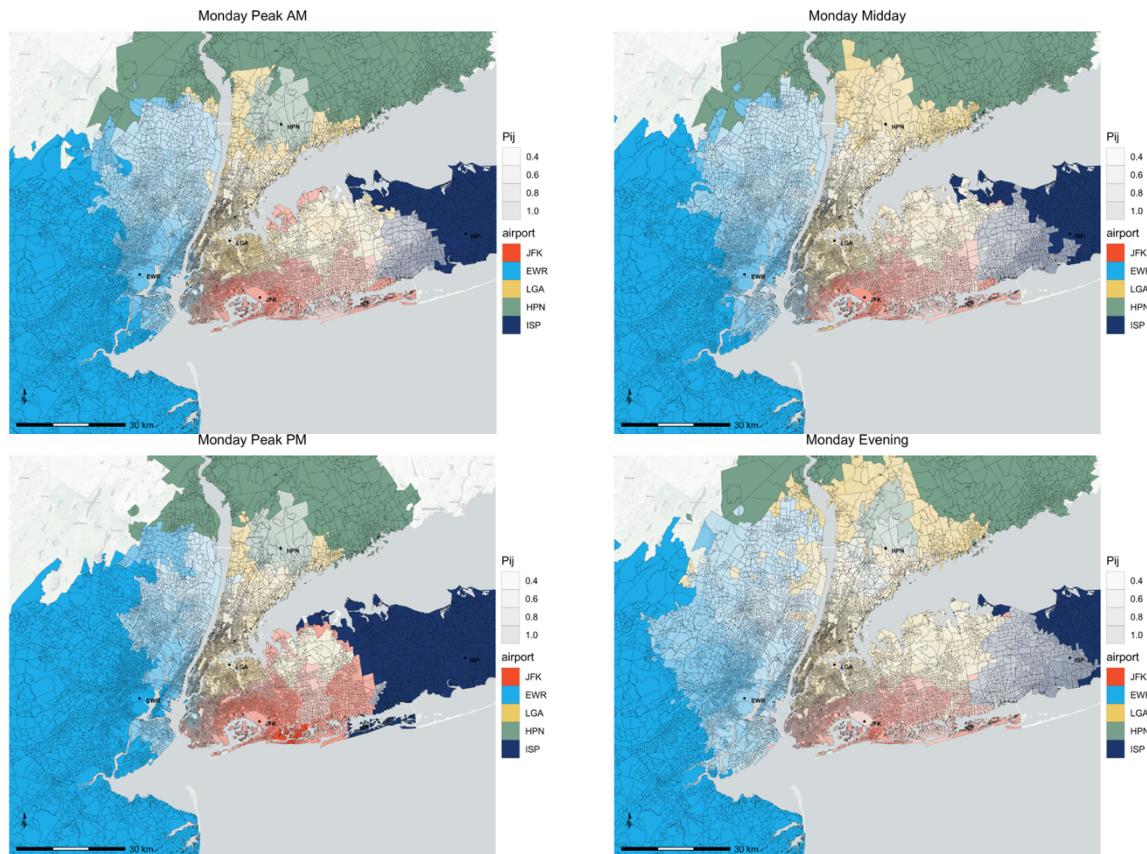 Monday Peak AM
HPN
LGA
EWR
JFK
ISP
30 km
Pij
0.4
0.6
0.8
1.0
airport
JFK
EWR
LGA
HPN
ISP
Monday Midday
HPN
LGA
EWR
JFK
ISP
30 km
Pij
0.4
0.6
0.8
1.0
airport
JFK
EWR
LGA
HPN
ISP
Monday Peak PM
HPN
LGA
EWR
JFK
ISP
30 km
Pij
0.4
0.6
0.8
1.0
airport
JFK
EWR
LGA
HPN
ISP
Monday Evening
HPN
LGA
EWR
JFK
ISP
30 km
Pij
0.4
0.6
0.8
1.0
airport
JFK
EWR
LGA
HPN
ISP